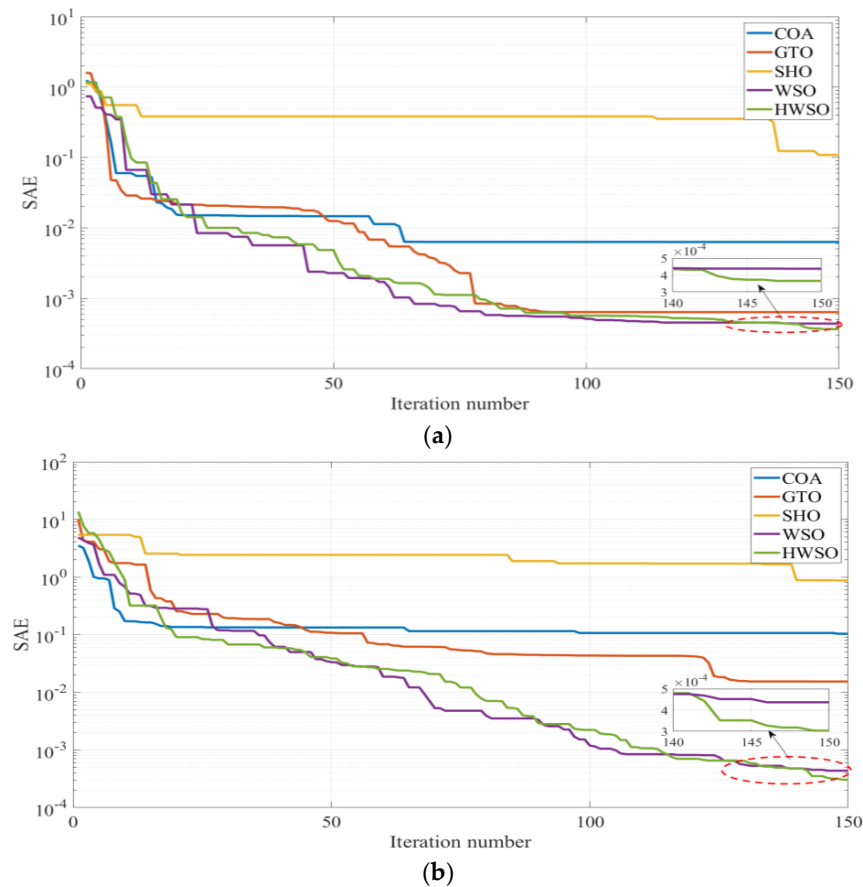 10^1
10^0
10^-1
10^-2
10^-3
10^-4
SAE
COA
GTO
SHO
WSO
HWSO
×10^-4
5
4
3
140 145 150
0 50 100 150
Iteration number
(a)
10^2
10^1
10^0
10^-1
10^-2
10^-3
10^-4
SAE
COA
GTO
SHO
WSO
HWSO
×10^-4
5
4
3
140 145 150
0 50 100 150
Iteration number
(b)